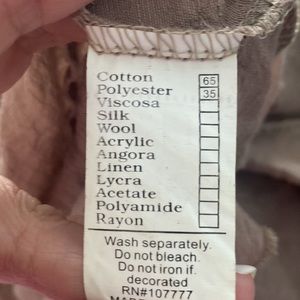 Cotton 65
Polyester 35
Viscosa
Silk
Wool
Acrylic
Angora
Linen
Lycra
Acetate
Polyamide
Rayon
Wash separately.
Do not bleach.
Do not iron if
decorated
RN#107777
MADE